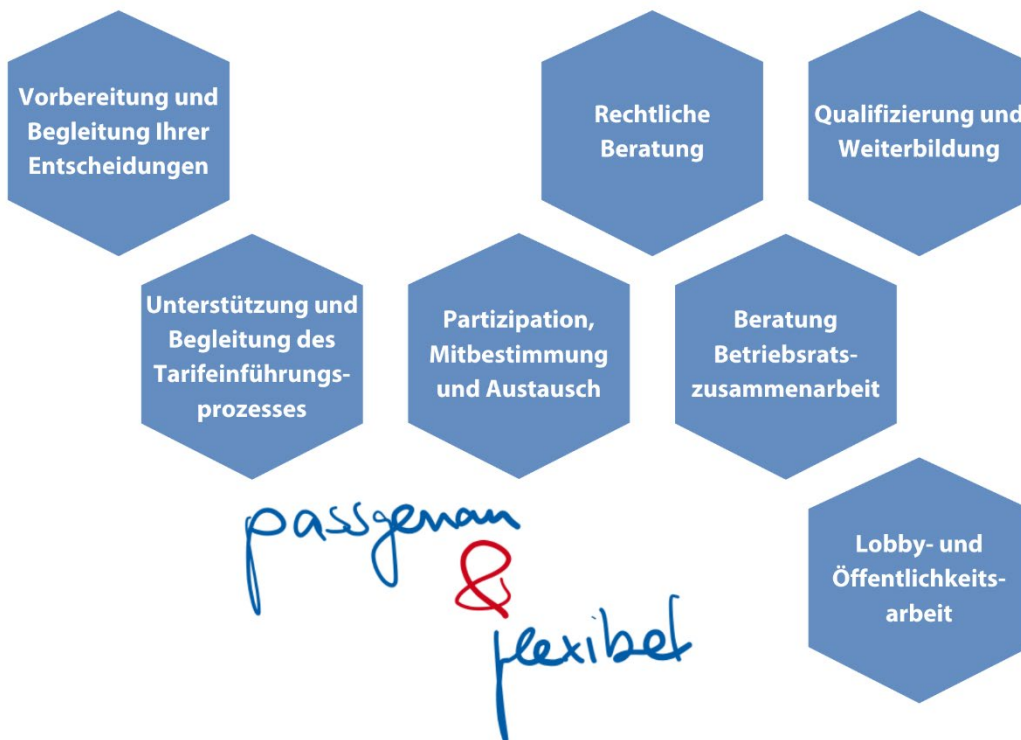 Vorbereitung und
Begleitung Ihrer
Entscheidungen
Rechtliche
Beratung
Qualifizierung und
Weiterbildung
Unterstützung und
Begleitung des
Tarifeinführungs-
prozesses
Partizipation,
Mitbestimmung
und Austausch
Beratung
Betriebsrats-
zusammenarbeit
Lobby- und
Öffentlichkeits-
arbeit
passgenau
&
flexibel